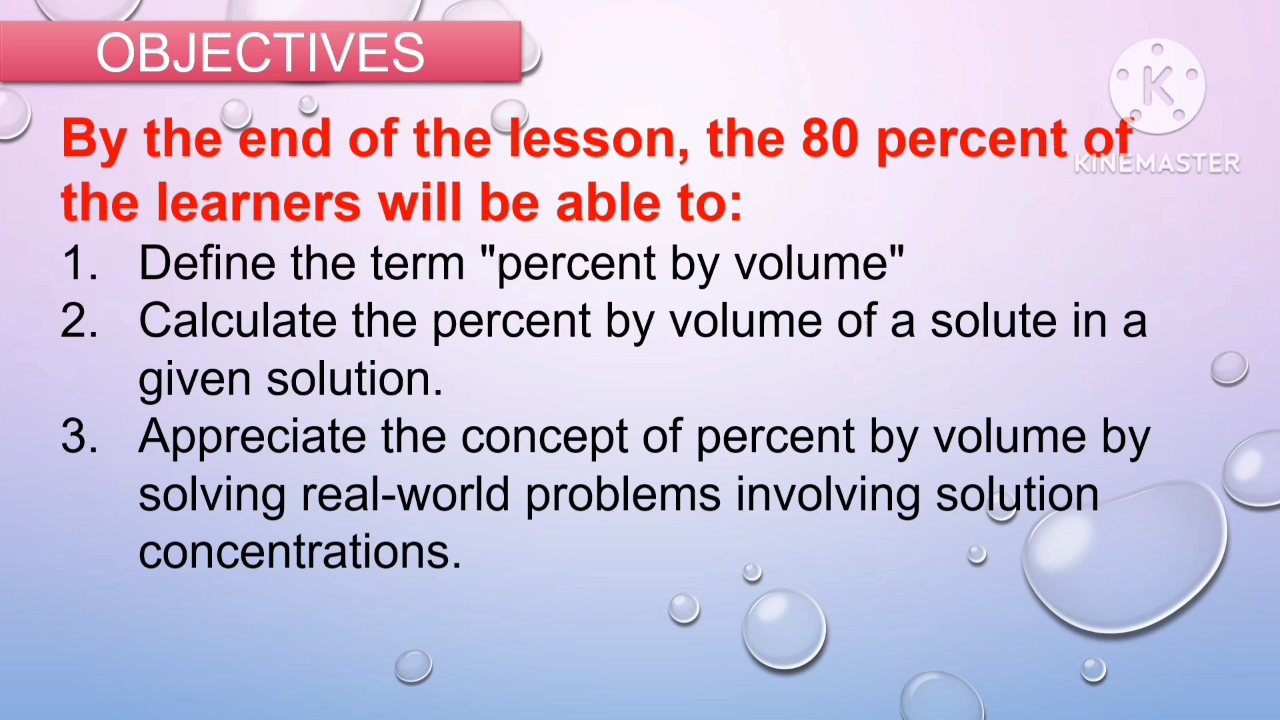 OBJECTIVES
By the end of the lesson, the 80 percent of
the learners will be able to:
1. Define the term "percent by volume"
2. Calculate the percent by volume of a solute in a
given solution.
3. Appreciate the concept of percent by volume by
solving real-world problems involving solution
concentrations.
K
KINEMASTER